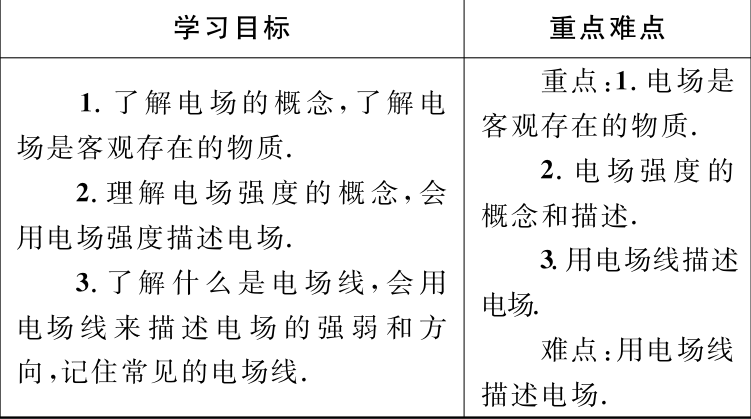 学习目标
1. 了解电场的概念,了解电
场是客观存在的物质.
2. 理解电场强度的概念,会
用电场强度描述电场.
3. 了解什么是电场线,会用
电场线来描述电场的强弱和方
向,记住常见的电场线.
重点难点
重点:1. 电场是
客观存在的物质.
2. 电场强度的
概念和描述.
3. 用电场线描述
电场.
难点:用电场线
描述电场.